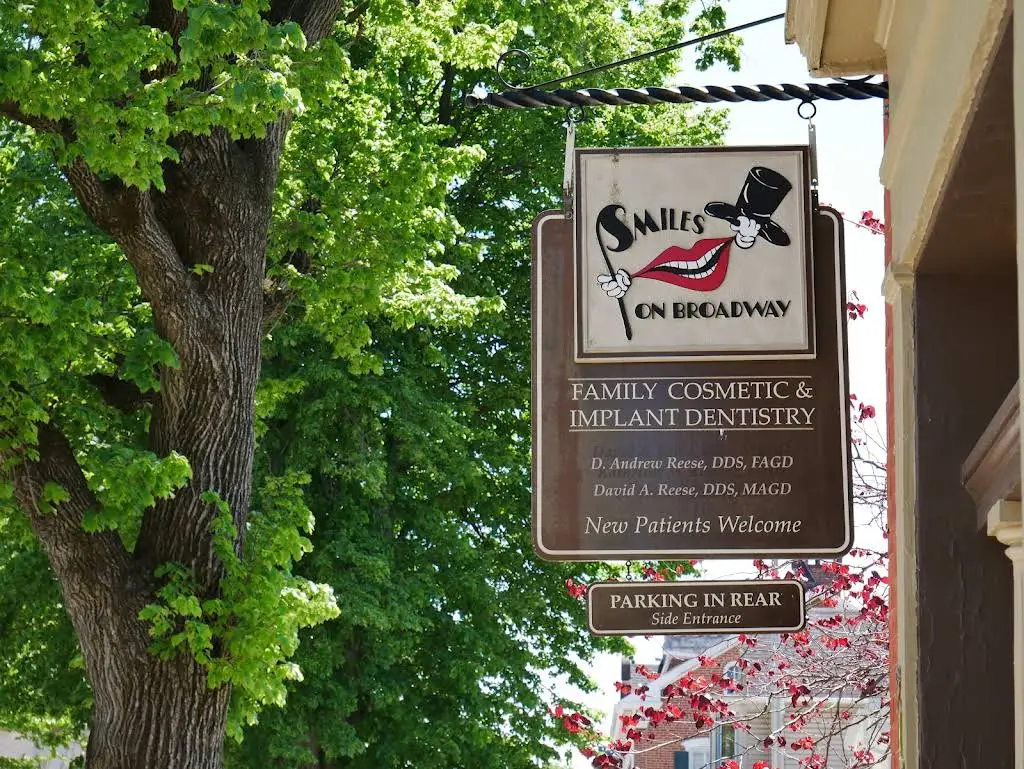 SMILES
ON BROADWAY
FAMILY COSMETIC &
IMPLANT DENTISTRY
D. Andrew Reese, DDS, FAGD
David A. Reese, DDS, MAGD
New Patients Welcome
PARKING IN REAR
Side Entrance